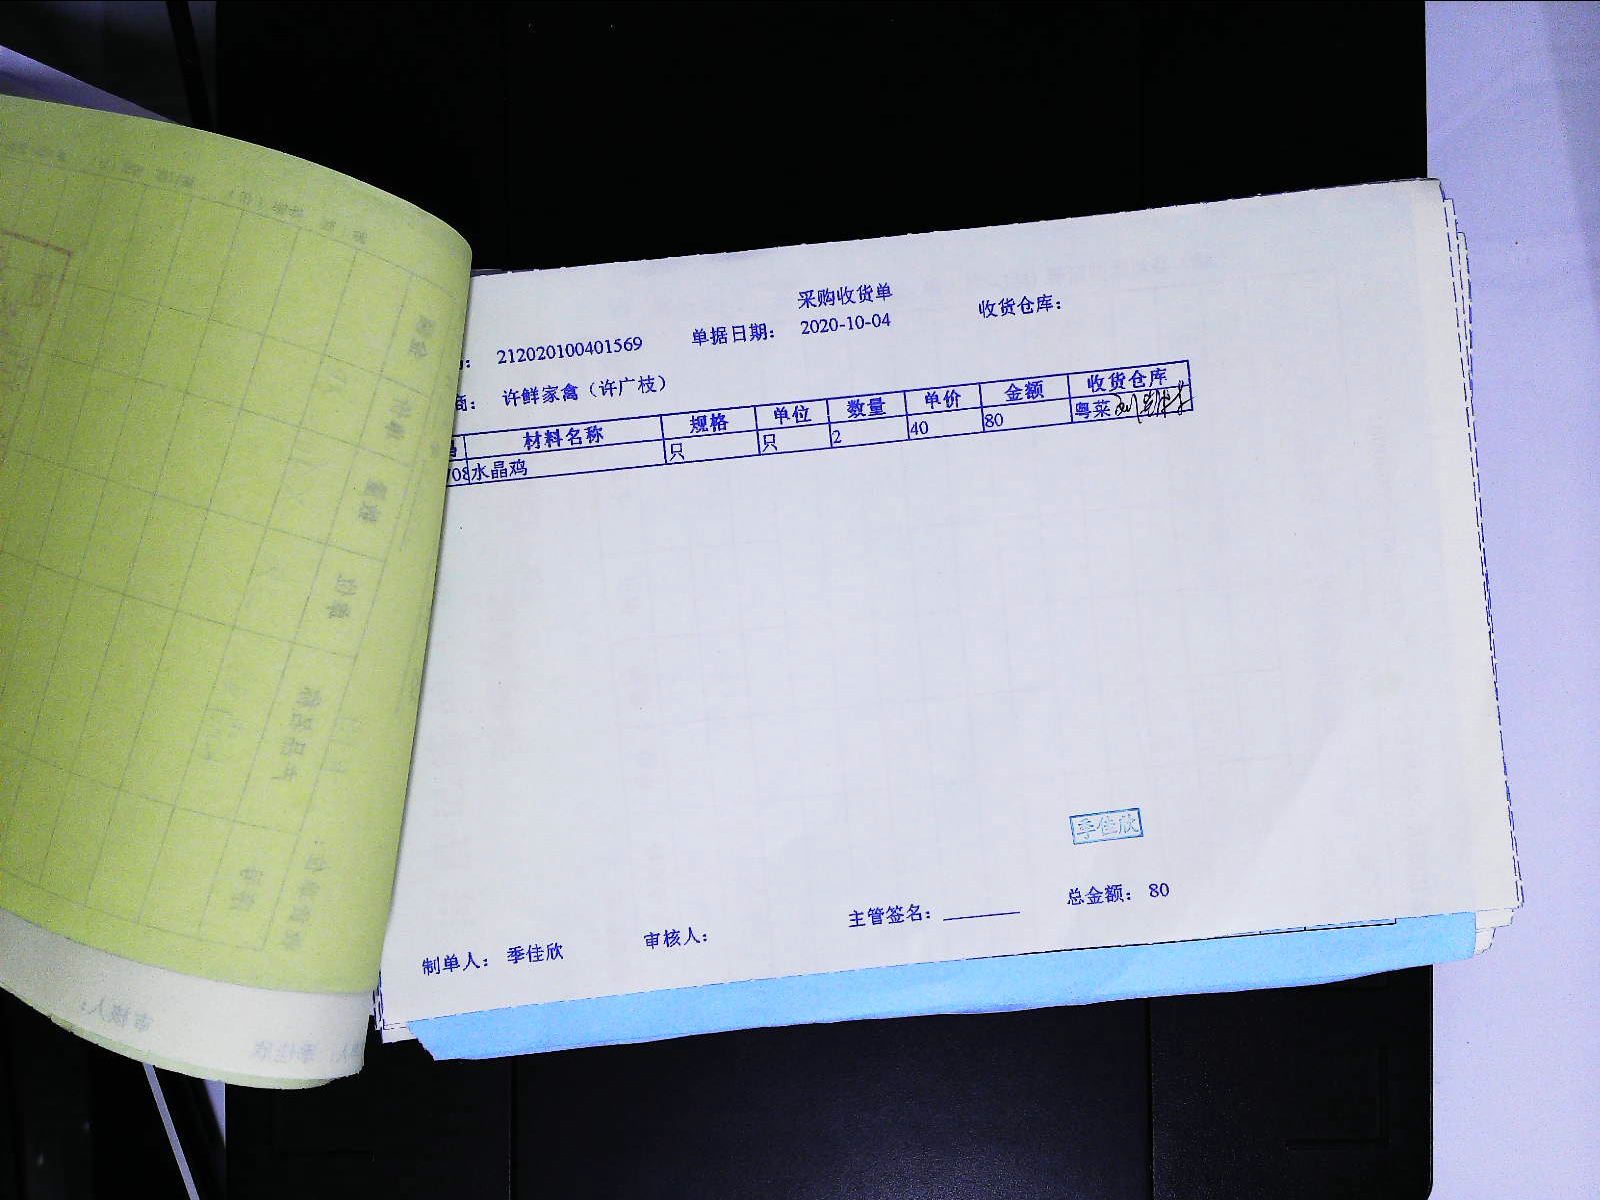 采购收货单
：212020100401569 单据日期： 2020-10-04 收货仓库：
商： 许鲜家禽（许广枝）
材料名称 规格 单位 数量 单价 金额 收货仓库
08 水晶鸡 只 只 2 40 80 粤菜
季佳欣
制单人： 季佳欣 审核人： 主管签名： 总金额： 80